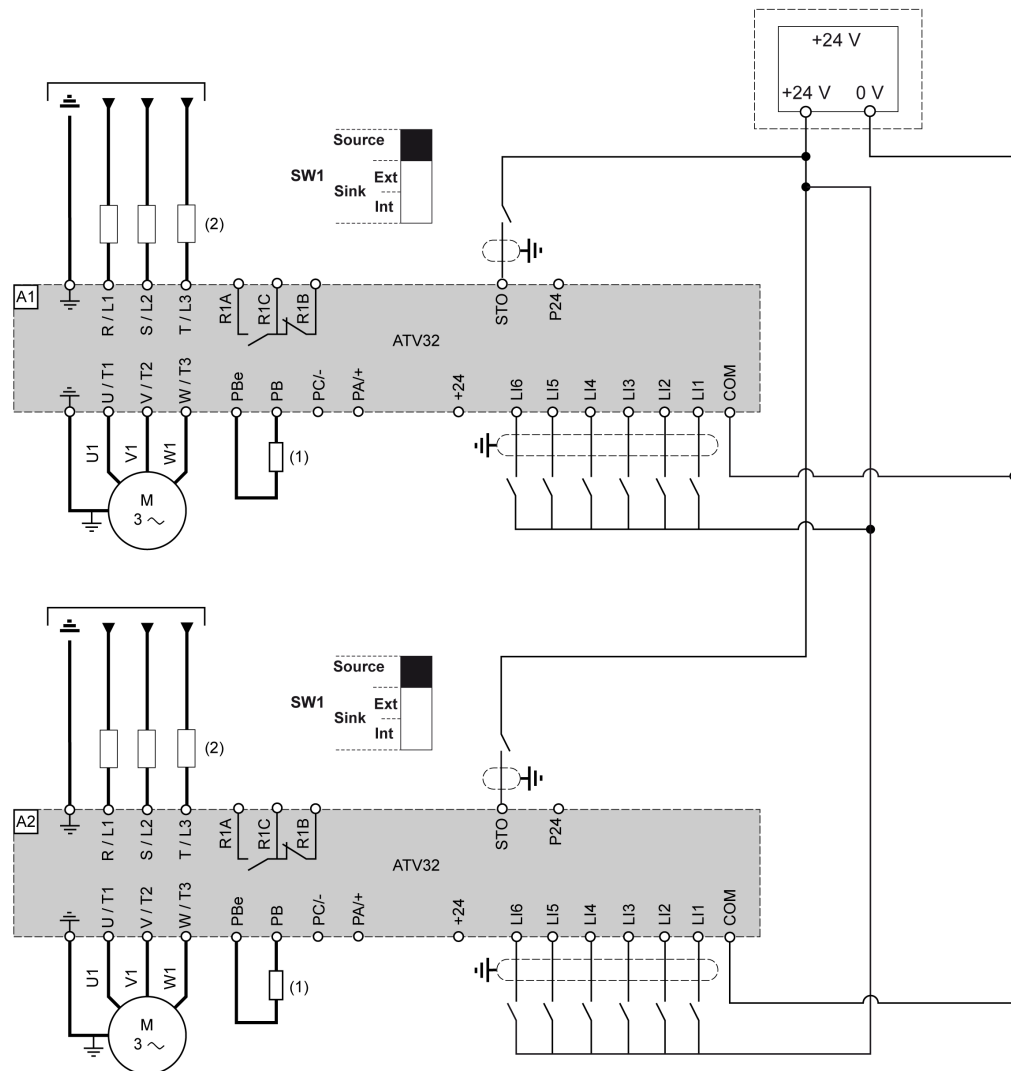 +24 V
+24 V 0 V
Source
SW1
Sink
Ext
Int
(2)
A1
R / L1
S / L2
T / L3
R1A
R1C
R1B
STO
P24
ATV32
U / T1
V / T2
W / T3
PBe
PB
PC/-
PA/+
+24
LI6
LI5
LI4
LI3
LI2
LI1
COM
U1
V1
W1
(1)
M
3 ~
Source
SW1
Sink
Ext
Int
(2)
A2
R / L1
S / L2
T / L3
R1A
R1C
R1B
STO
P24
ATV32
U / T1
V / T2
W / T3
PBe
PB
PC/-
PA/+
+24
LI6
LI5
LI4
LI3
LI2
LI1
COM
U1
V1
W1
(1)
M
3 ~